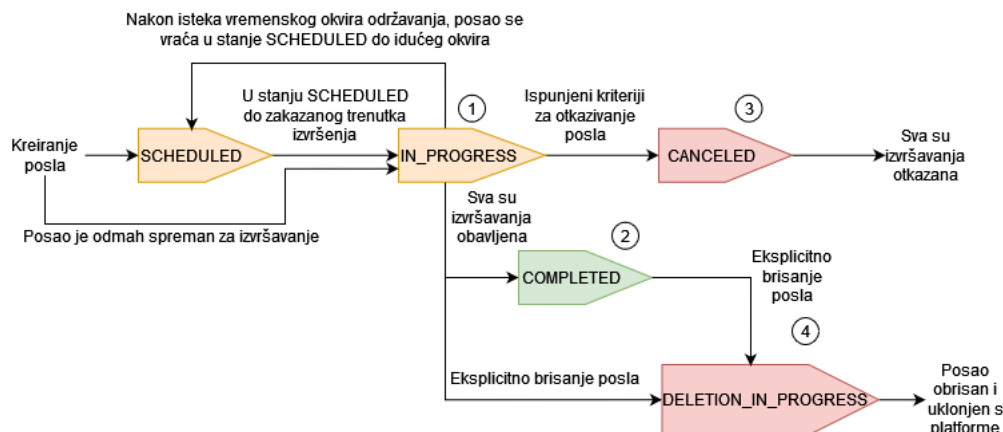 Nakon isteka vremenskog okvira održavanja, posao se
vraća u stanje SCHEDULED do idućeg okvira
U stanju SCHEDULED
do zakazanog trenutka
izvršenja
1
Ispunjeni kriteriji
za otkazivanje
posla
3
Kreiranje
posla
SCHEDULED
IN_PROGRESS
CANCELED
Sva su
izvršavanja
otkazana
Posao je odmah spreman za izvršavanje
Sva su
izvršavanja
obavljena
2
COMPLETED
Eksplicitno
brisanje
posla
4
Eksplicitno brisanje posla
DELETION_IN_PROGRESS
Posao
obrisan i
uklonjen s
platforme